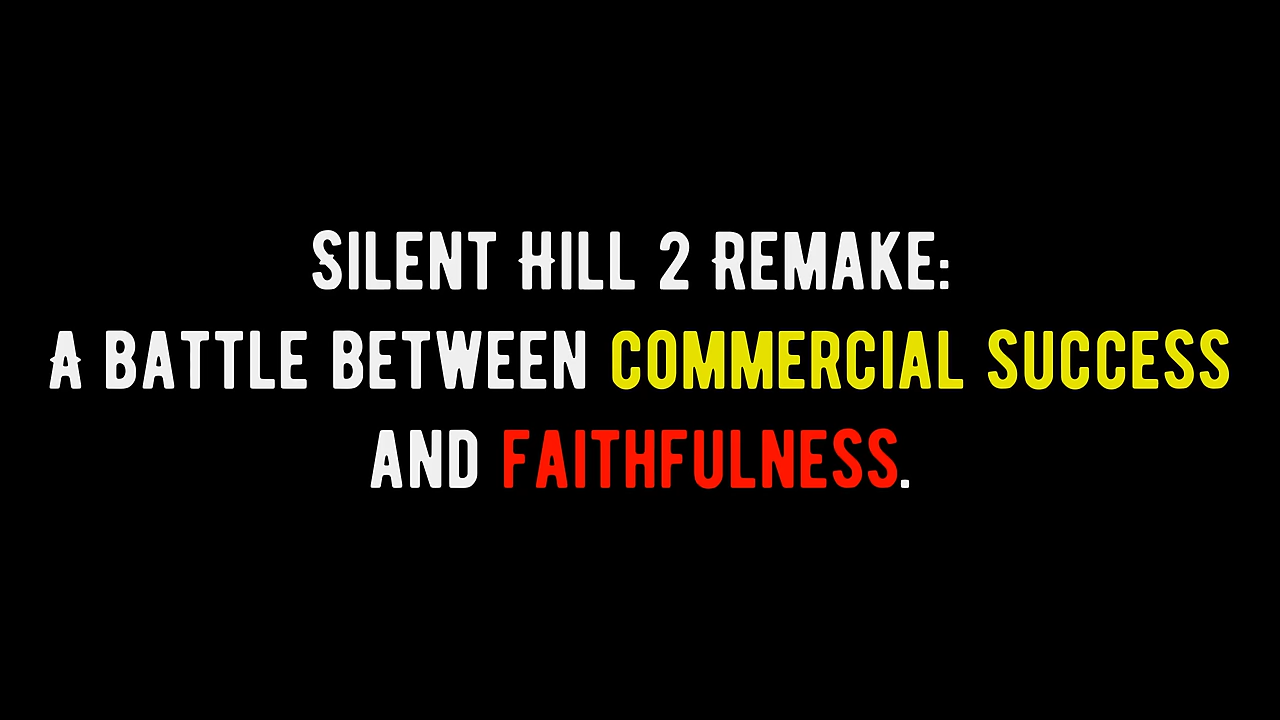 SILENT HILL 2 REMAKE:
A BATTLE BETWEEN COMMERCIAL SUCCESS
AND FAITHFULNESS.